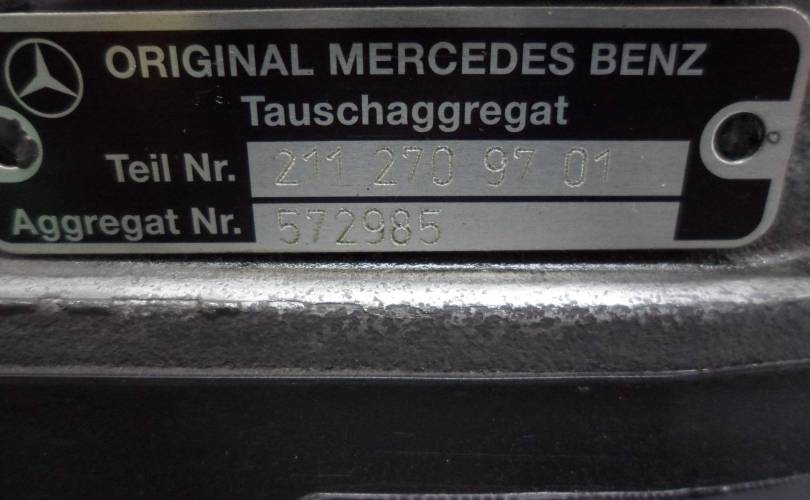 ORIGINAL MERCEDES BENZ
Tauschaggregat
Teil Nr. 211 270 97 01
Aggregat Nr. 572985